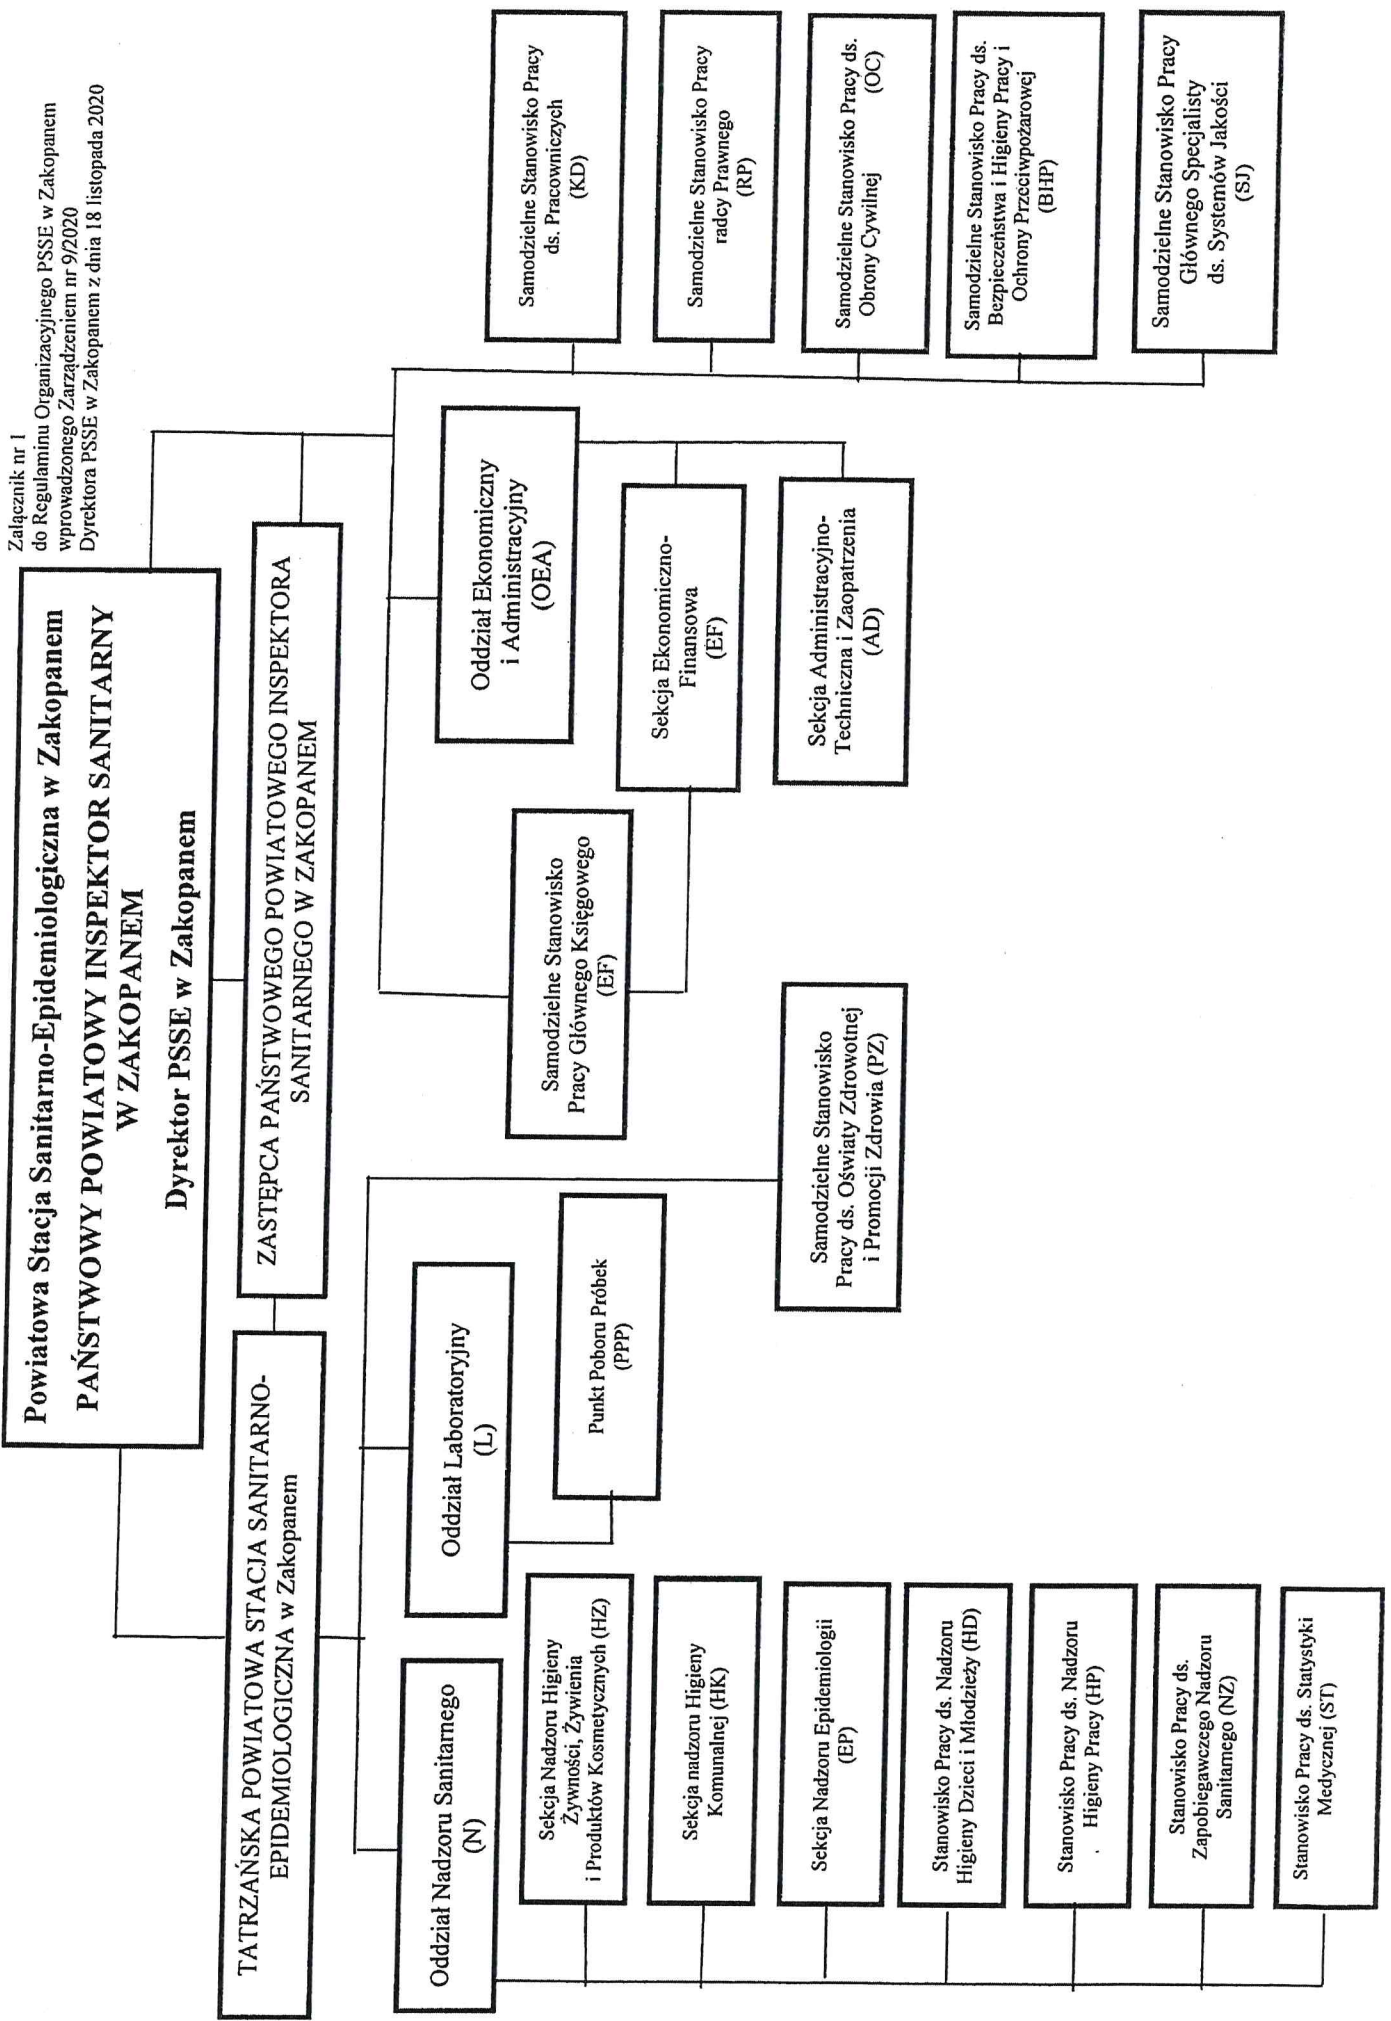 Załącznik nr 1
do Regulaminu Organizacyjnego PSSE w Zakopanem
wprowadzonego Zarządzeniem nr 9/2020
Dyrektora PSSE w Zakopanem z dnia 18 listopada 2020
Powiatowa Stacja Sanitarno-Epidemiologiczna w Zakopanem
PAŃSTWOWY POWIATOWY INSPEKTOR SANITARNY
W ZAKOPANEM
Dyrektor PSSE w Zakopanem
TATRZAŃSKA POWIATOWA STACJA SANITARNO-
EPIDEMIOLOGICZNA w Zakopanem
ZASTĘPCA PAŃSTWOWEGO POWIATOWEGO INSPEKTORA
SANITARNEGO W ZAKOPANEM
Oddział Nadzoru Sanitarnego
(N)
Sekcja Nadzoru Higieny
Żywności, Żywienia
i Produktów Kosmetycznych (HZ)
Sekcja nadzoru Higieny
Komunalnej (HK)
Sekcja Nadzoru Epidemiologii
(EP)
Stanowisko Pracy ds. Nadzoru
Higieny Dzieci i Młodzieży (HD)
Stanowisko Pracy ds. Nadzoru
Higieny Pracy (HP)
Stanowisko Pracy ds.
Zapobiegawczego Nadzoru
Sanitarnego (NZ)
Stanowisko Pracy ds. Statystyki
Medycznej (ST)
Oddział Laboratoryjny
(L)
Punkt Poboru Próbek
(PPP)
Samodzielne Stanowisko
Pracy ds. Oświaty Zdrowotnej
i Promocji Zdrowia (PZ)
Samodzielne Stanowisko
Pracy Głównego Księgowego
(EF)
Oddział Ekonomiczny
i Administracyjny
(OEA)
Sekcja Ekonomiczno-
Finansowa
(EF)
Sekcja Administracyjno-
Techniczna i Zaopatrzenia
(AD)
Samodzielne Stanowisko Pracy
ds. Pracowniczych
(KD)
Samodzielne Stanowisko Pracy
radcy Prawnego
(RP)
Samodzielne Stanowisko Pracy ds.
Obrony Cywilnej (OC)
Samodzielne Stanowisko Pracy ds.
Bezpieczeństwa i Higieny Pracy i
Ochrony Przeciwpożarowej
(BHP)
Samodzielne Stanowisko Pracy
Głównego Specjalisty
ds. Systemów Jakości
(SJ)